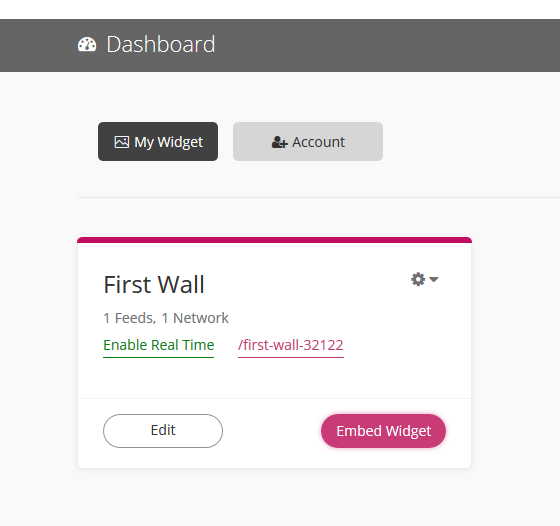 Dashboard
My Widget
Account
First Wall
1 Feeds, 1 Network
Enable Real Time /first-wall-32122
Edit
Embed Widget